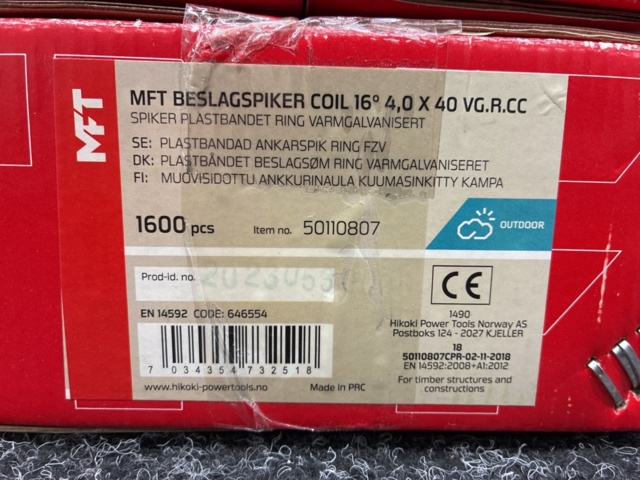 MFT
MFT BESLAGSPIKER COIL 16° 4,0 X 40 VG.R.CC
SPIKER PLASTBANDET RING VARMGALVANISERT
SE: PLASTBANDAD ANKARSPIK RING FZV
DK: PLASTBÅNDET BESLAGSØM RING VARMGALVANISERET
FI: MUOVISIDOTTU ANKKURINAULA KUUMASINKITTY KAMPA
1600 pcs Item no. 50110807
OUTDOOR
Prod-id. no.
CE
EN 14592 CODE: 646554
1490
Hikoki Power Tools Norway AS
Postboks 124 - 2027 KJELLER
18
50110807CPR-02-11-2018
EN 14592:2008+A1:2012
For timber structures and
constructions
7 034354 732518
www.hikoki-powertools.no Made in PRC